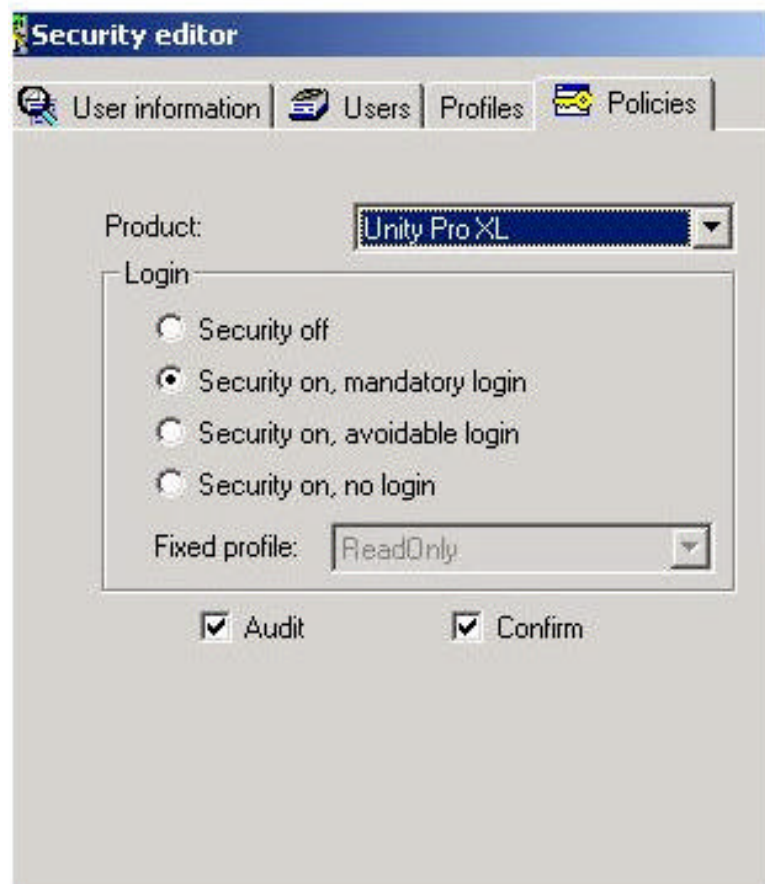 Security editor
User information Users Profiles Policies
Product: Unity Pro XL
Login
Security off
Security on, mandatory login
Security on, avoidable login
Security on, no login
Fixed profile: ReadOnly
Audit Confirm